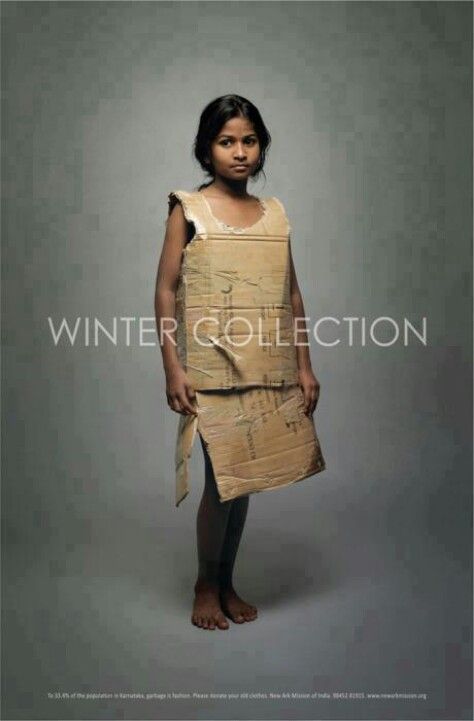 WINTER COLLECTION
To 33.4% of the population in Karnataka, garbage is fashion. Please donate your old clothes. New Ark Mission of India. 98452 81915. www.newarkmission.org